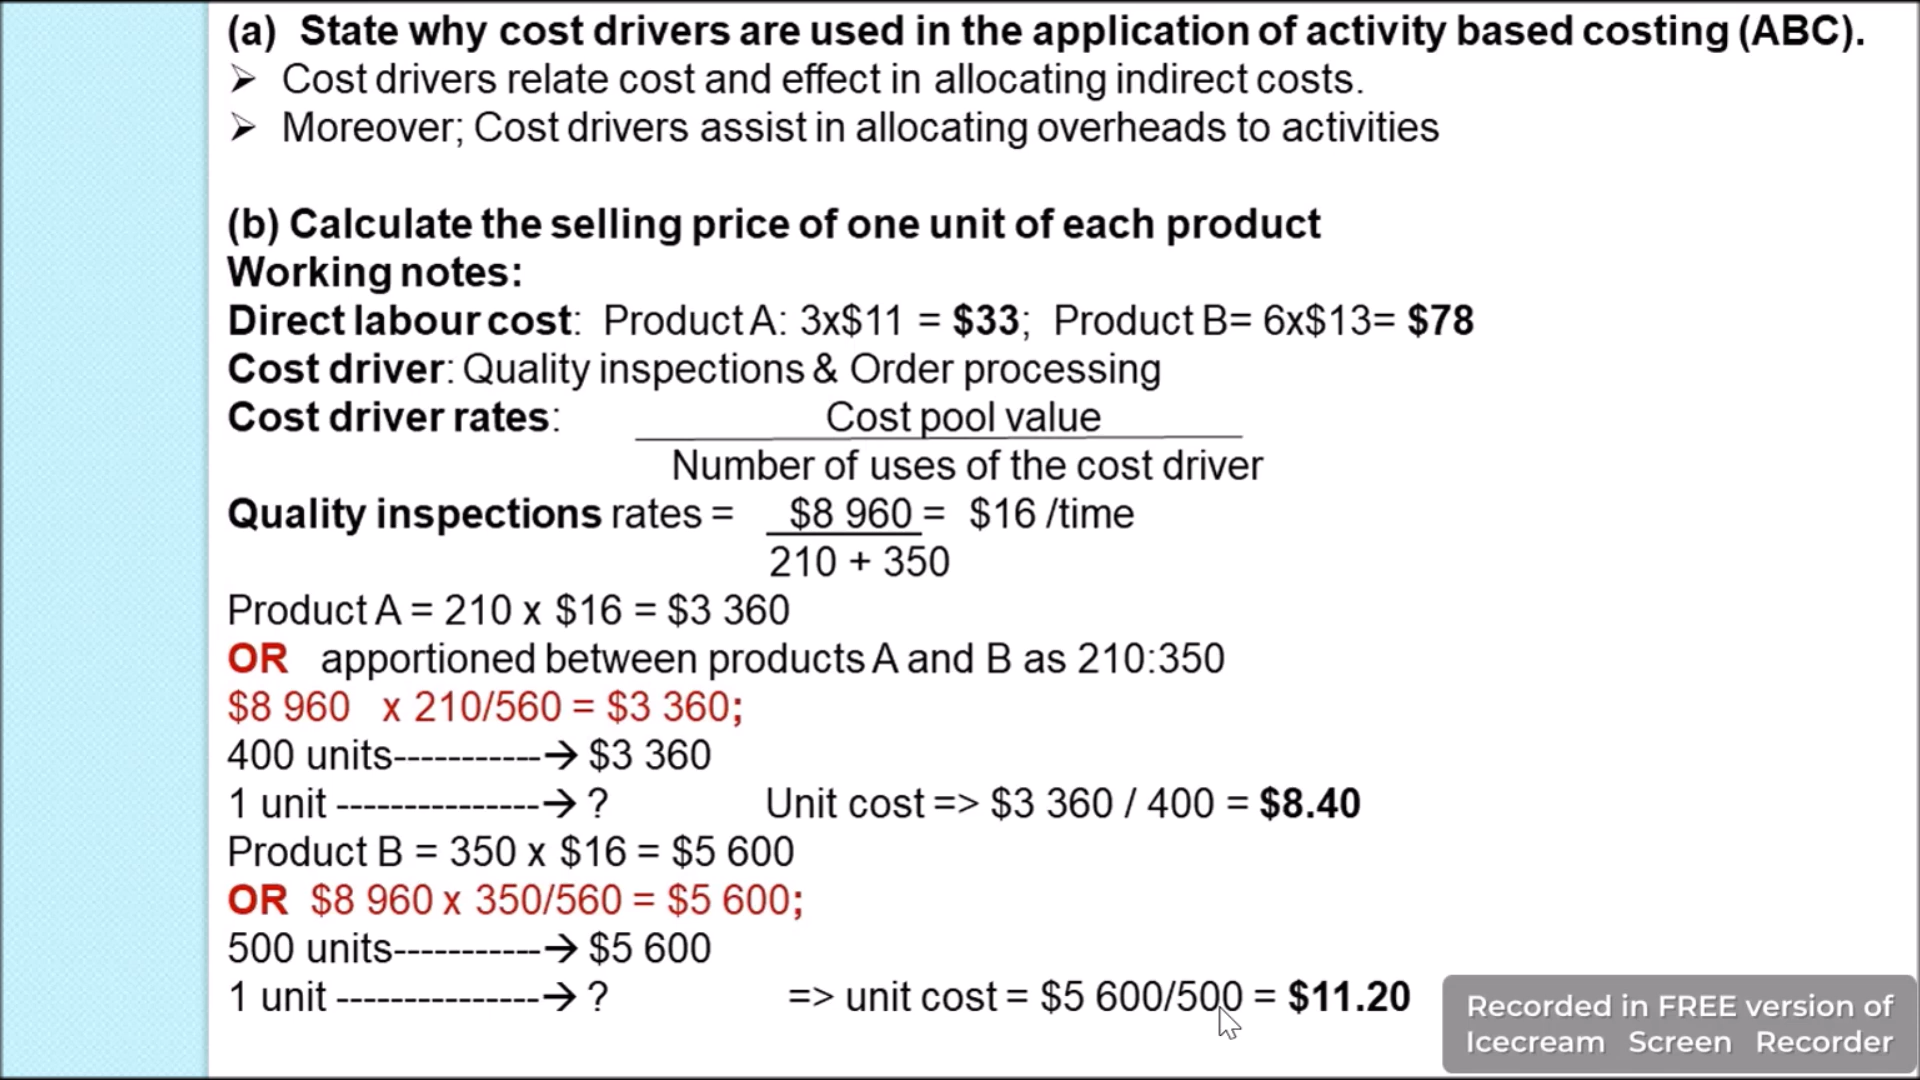 (a) State why cost drivers are used in the application of activity based costing (ABC).
➢ Cost drivers relate cost and effect in allocating indirect costs.
➢ Moreover; Cost drivers assist in allocating overheads to activities
(b) Calculate the selling price of one unit of each product
Working notes:
Direct labour cost: Product A: 3x$11 = $33; Product B= 6x$13= $78
Cost driver: Quality inspections & Order processing
Cost driver rates: Cost pool value
Number of uses of the cost driver
Quality inspections rates = $8 960 = $16 /time
210 + 350
Product A = 210 x $16 = $3 360
OR apportioned between products A and B as 210:350
$8 960 x 210/560 = $3 360;
400 units-----------→ $3 360
1 unit ---------------→ ? Unit cost => $3 360 / 400 = $8.40
Product B = 350 x $16 = $5 600
OR $8 960 x 350/560 = $5 600;
500 units-----------→ $5 600
1 unit ---------------→ ? => unit cost = $5 600/500 = $11.20
Recorded in FREE version of
Icecream Screen Recorder